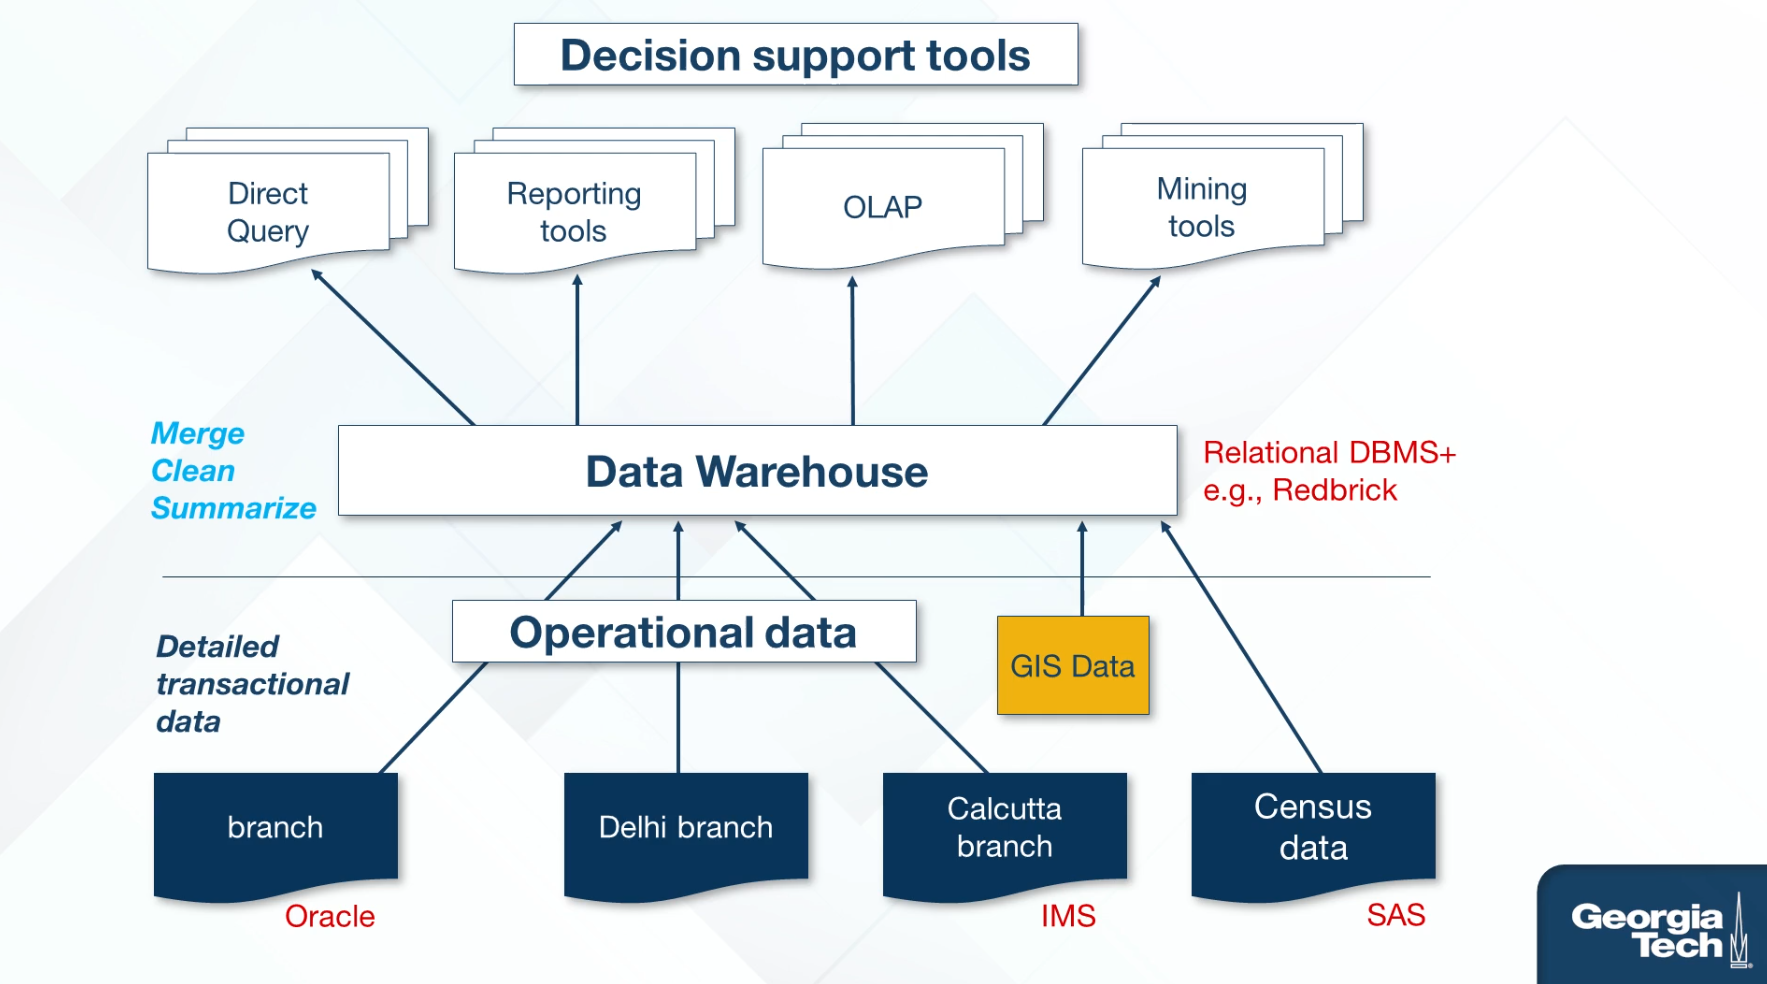 Decision support tools
Direct
Query
Reporting
tools
OLAP
Mining
tools
Merge
Clean
Summarize
Data Warehouse
Relational DBMS+
e.g., Redbrick
Operational data
Detailed
transactional
data
GIS Data
branch
Delhi branch
Calcutta
branch
Census
data
Oracle
IMS
SAS
Georgia
Tech